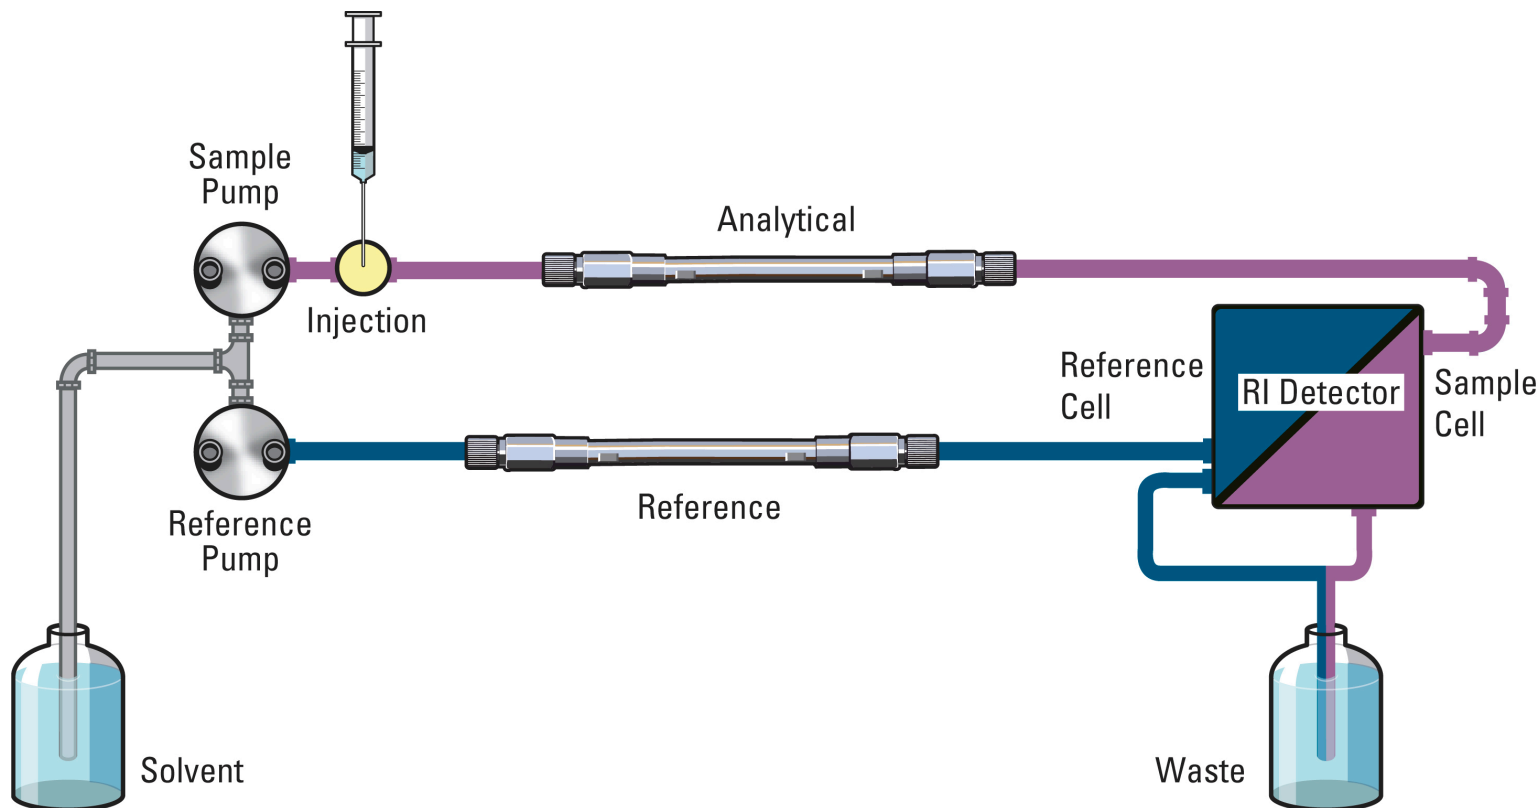 Sample
Pump
Analytical
Injection
Reference
Cell
RI Detector
Sample
Cell
Reference
Reference
Pump
Solvent
Waste